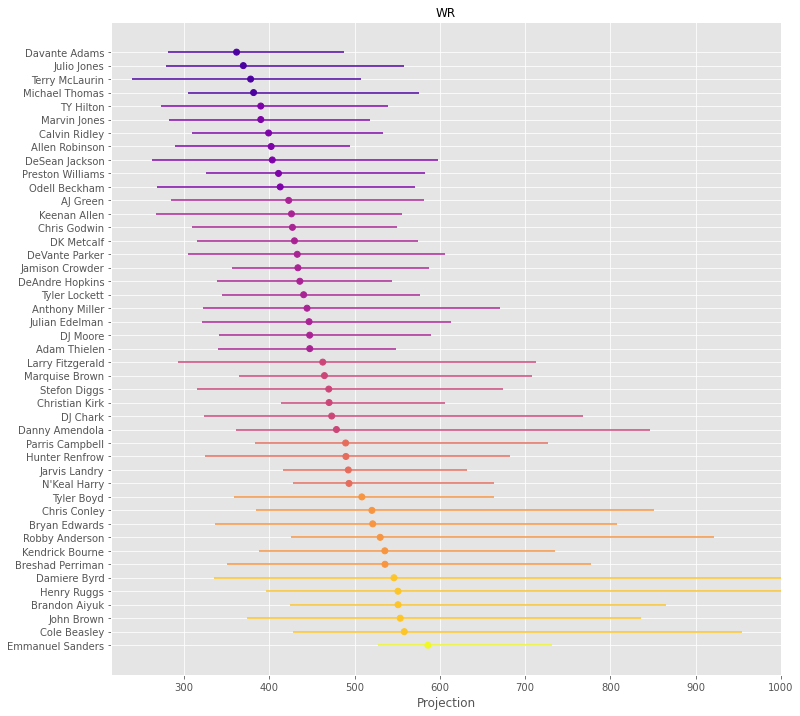 WR
Davante Adams
Julio Jones
Terry McLaurin
Michael Thomas
TY Hilton
Marvin Jones
Calvin Ridley
Allen Robinson
DeSean Jackson
Preston Williams
Odell Beckham
AJ Green
Keenan Allen
Chris Godwin
DK Metcalf
DeVante Parker
Jamison Crowder
DeAndre Hopkins
Tyler Lockett
Anthony Miller
Julian Edelman
DJ Moore
Adam Thielen
Larry Fitzgerald
Marquise Brown
Stefon Diggs
Christian Kirk
DJ Chark
Danny Amendola
Parris Campbell
Hunter Renfrow
Jarvis Landry
N'Keal Harry
Tyler Boyd
Chris Conley
Bryan Edwards
Robby Anderson
Kendrick Bourne
Breshad Perriman
Damiere Byrd
Henry Ruggs
Brandon Aiyuk
John Brown
Cole Beasley
Emmanuel Sanders
300 400 500 600 700 800 900 1000
Projection